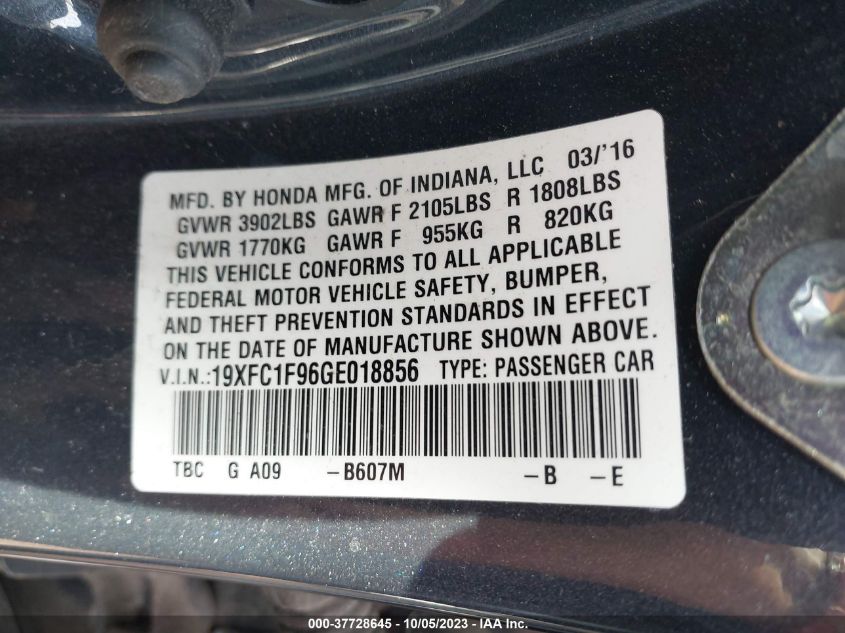 MFD. BY HONDA MFG. OF INDIANA, LLC 03/'16
GVWR 3902LBS GAWR F 2105LBS R 1808LBS
GVWR 1770KG GAWR F 955KG R 820KG
THIS VEHICLE CONFORMS TO ALL APPLICABLE
FEDERAL MOTOR VEHICLE SAFETY, BUMPER,
AND THEFT PREVENTION STANDARDS IN EFFECT
ON THE DATE OF MANUFACTURE SHOWN ABOVE.
V.I.N.:19XFC1F96GE018856 TYPE: PASSENGER CAR
TBC G A09 -B607M -B -E
000-37728645 - 10/05/2023 - IAA Inc.